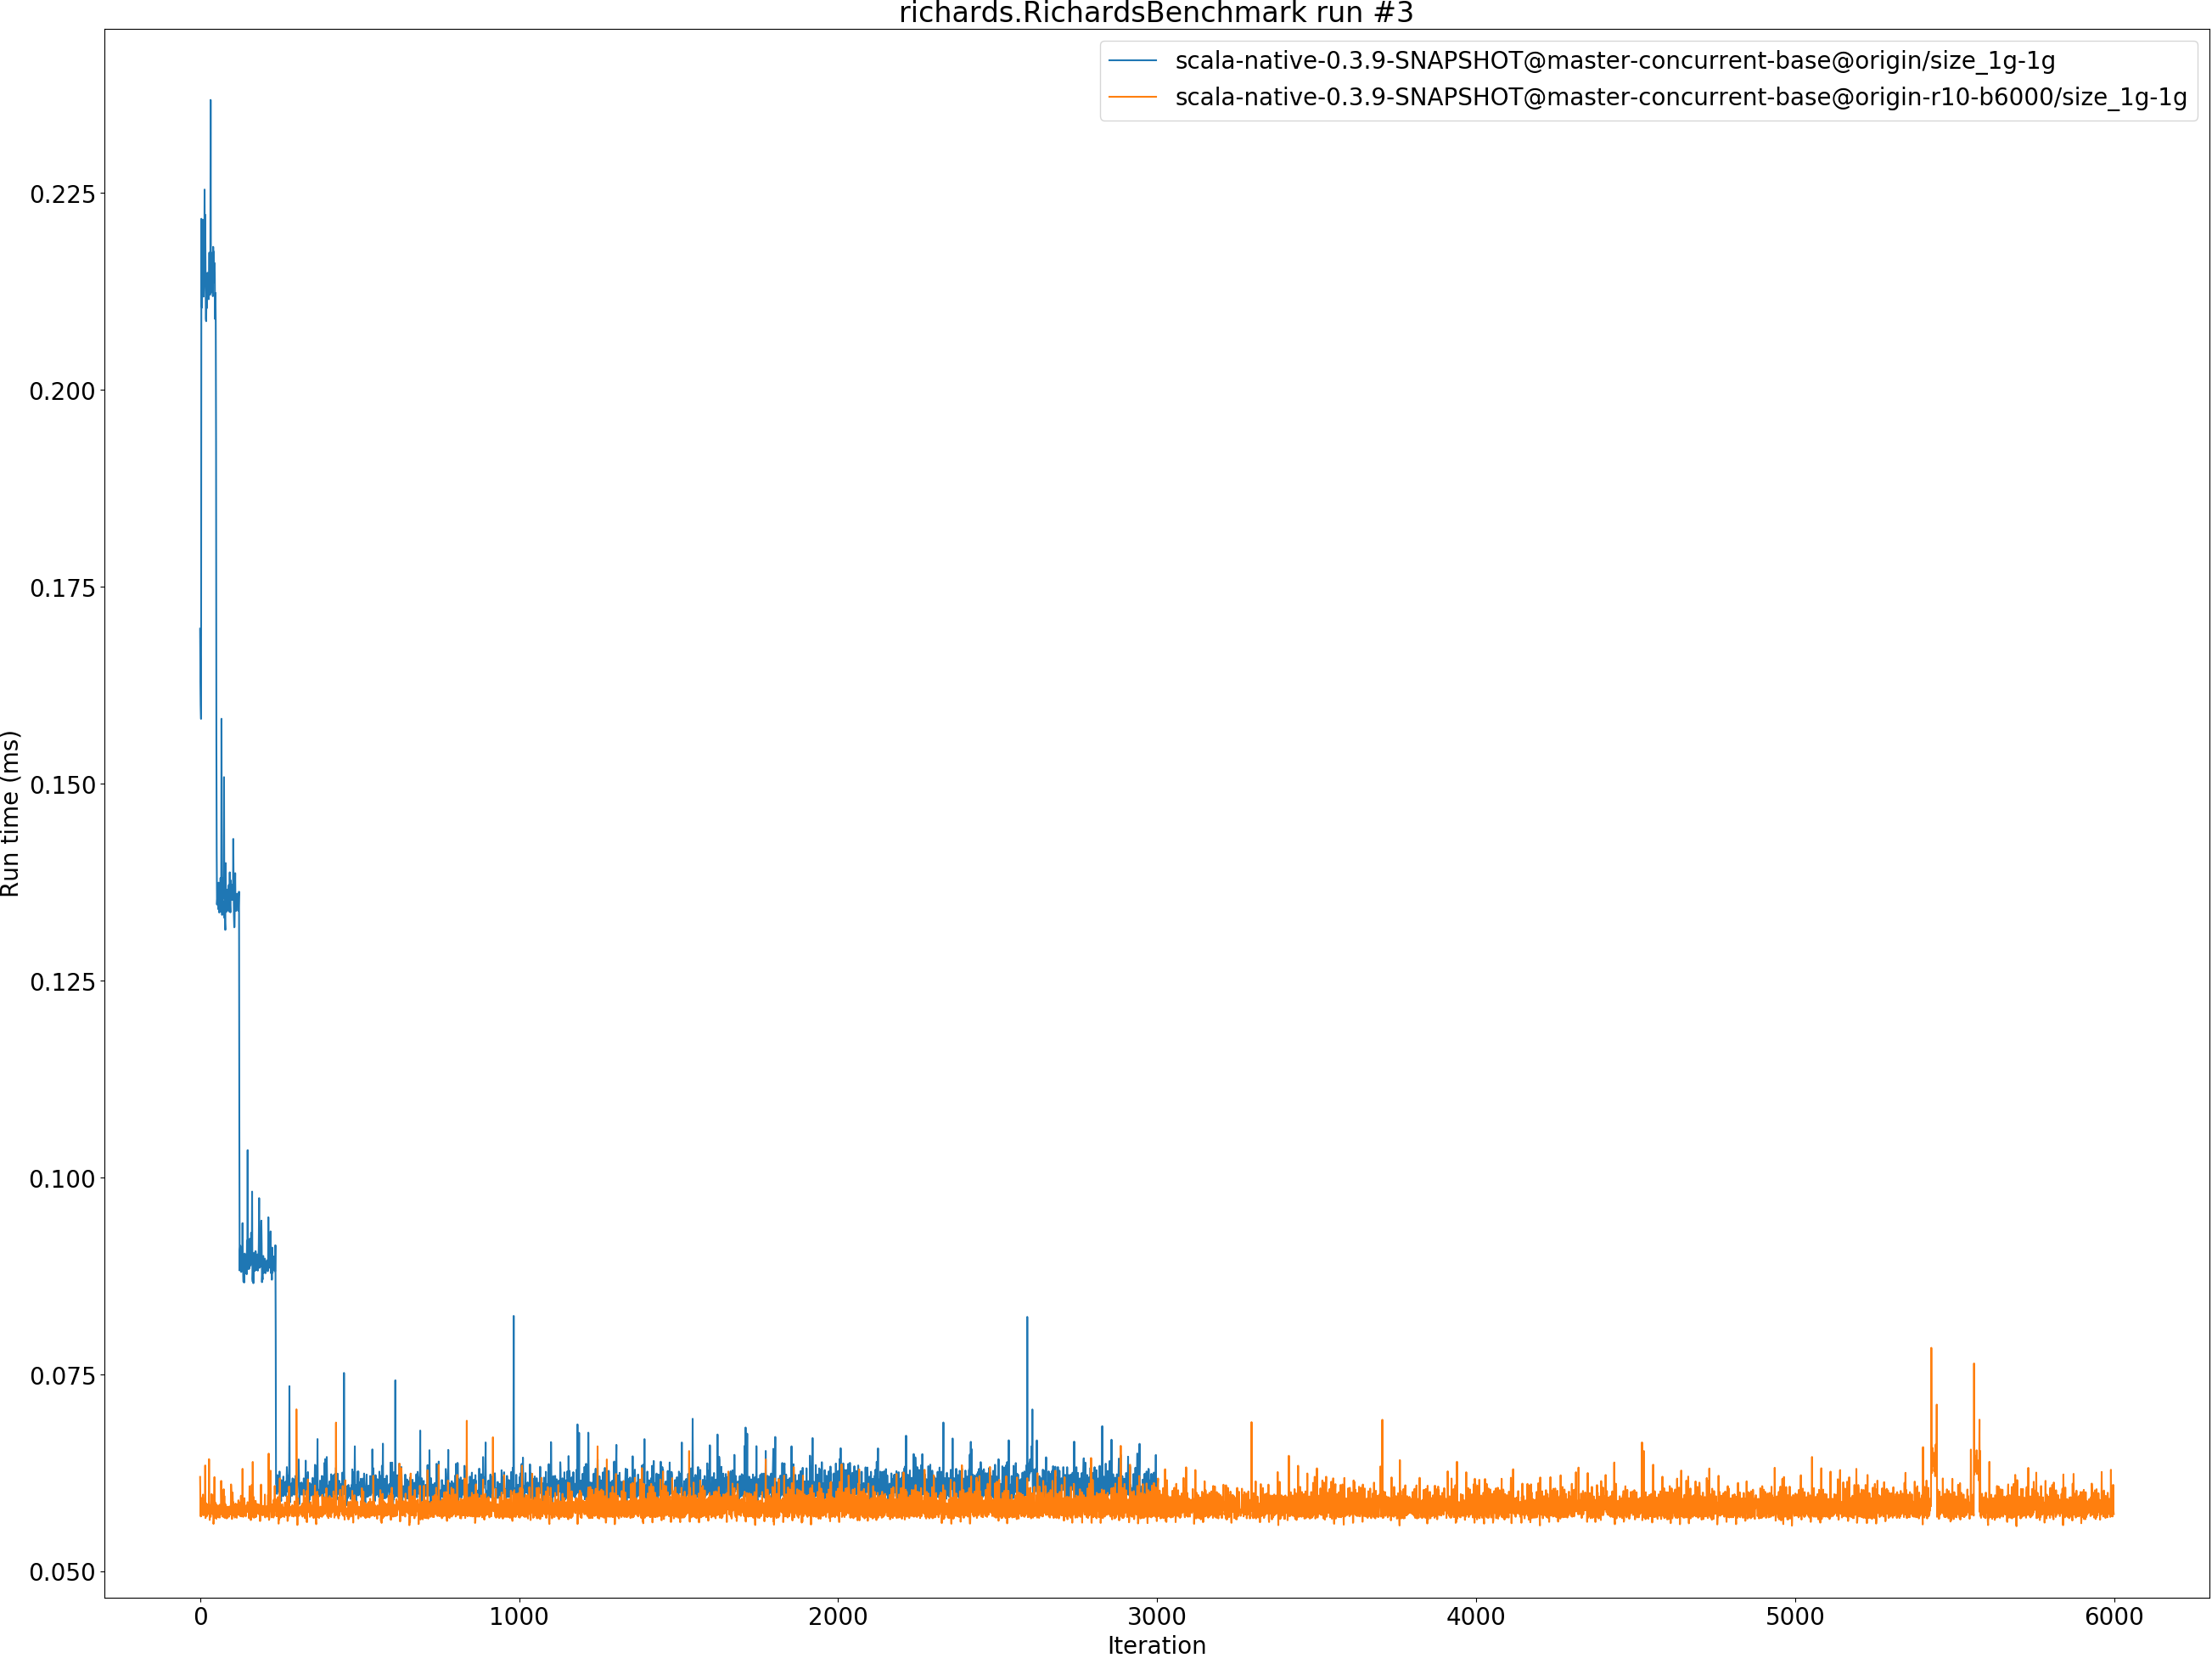 richards.RichardsBenchmark run #3
scala-native-0.3.9-SNAPSHOT@master-concurrent-base@origin/size_1g-1g
scala-native-0.3.9-SNAPSHOT@master-concurrent-base@origin-r10-b6000/size_1g-1g
0.225
0.200
0.175
0.150
0.125
0.100
0.075
0.050
Run time (ms)
0 1000 2000 3000 4000 5000 6000
Iteration